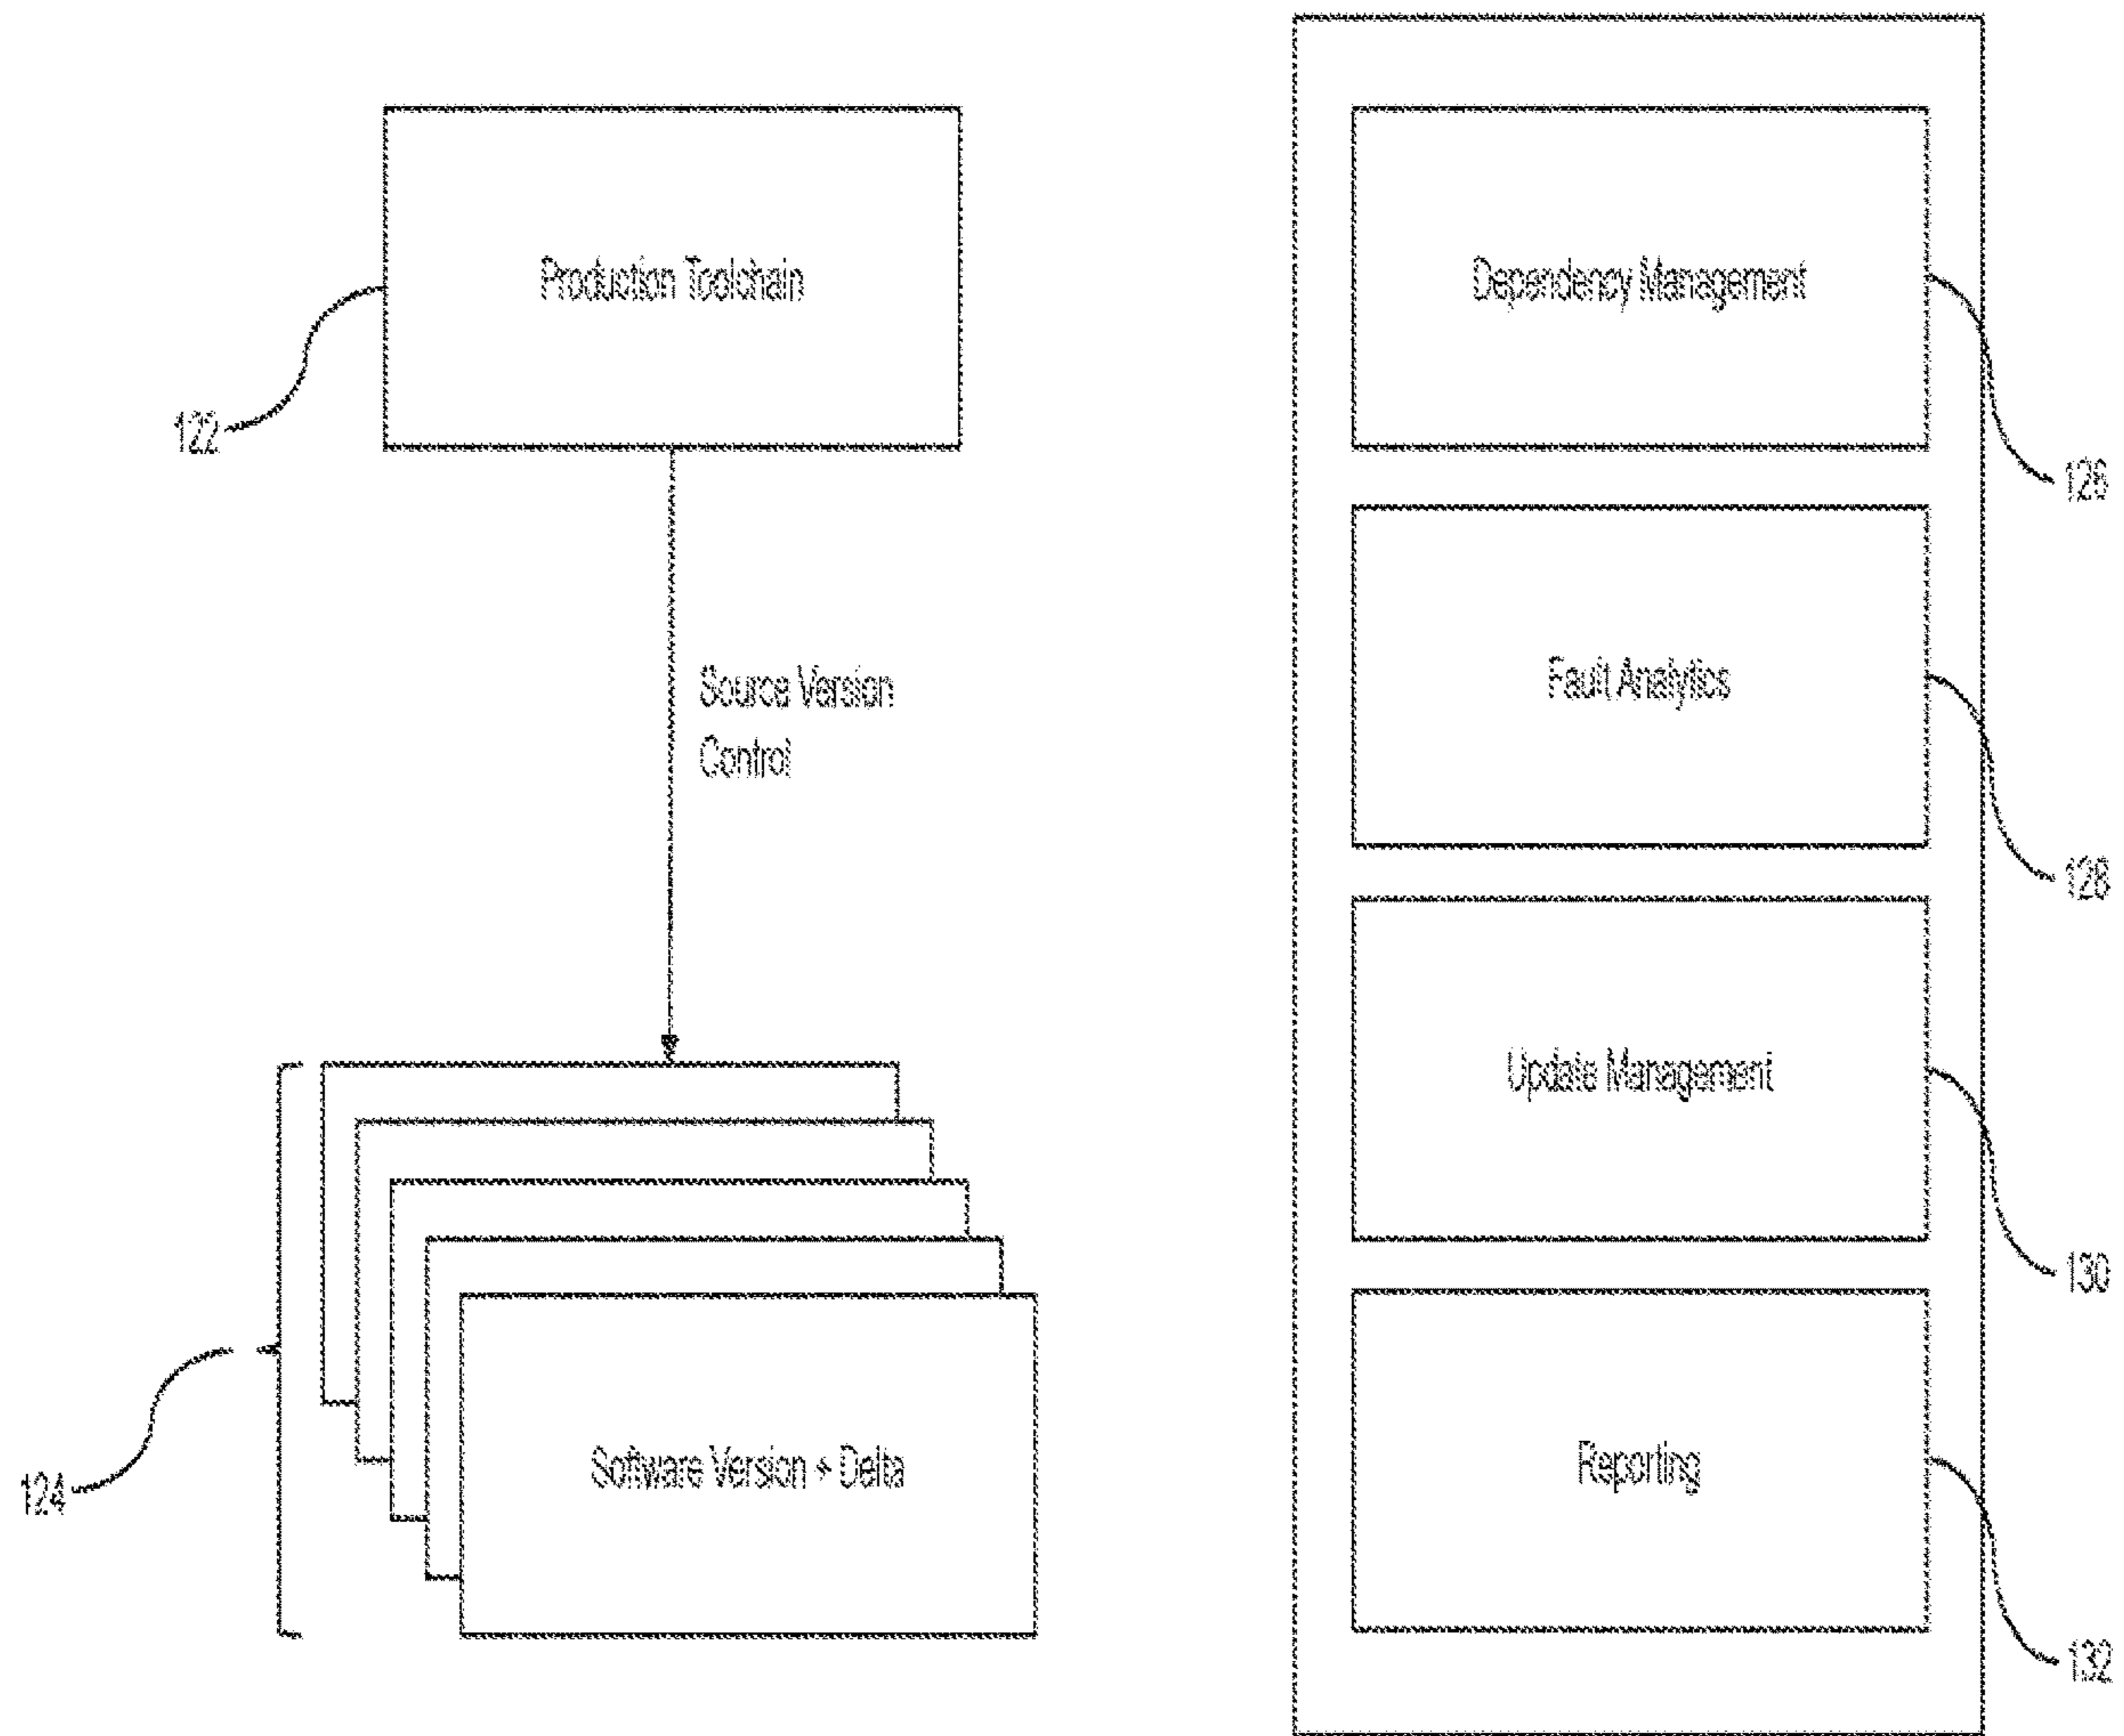 Production Toolchain
122
Source Version
Control
124
Software Version + Delta
Dependency Management
126
Fault Analytics
128
Update Management
130
Reporting
132